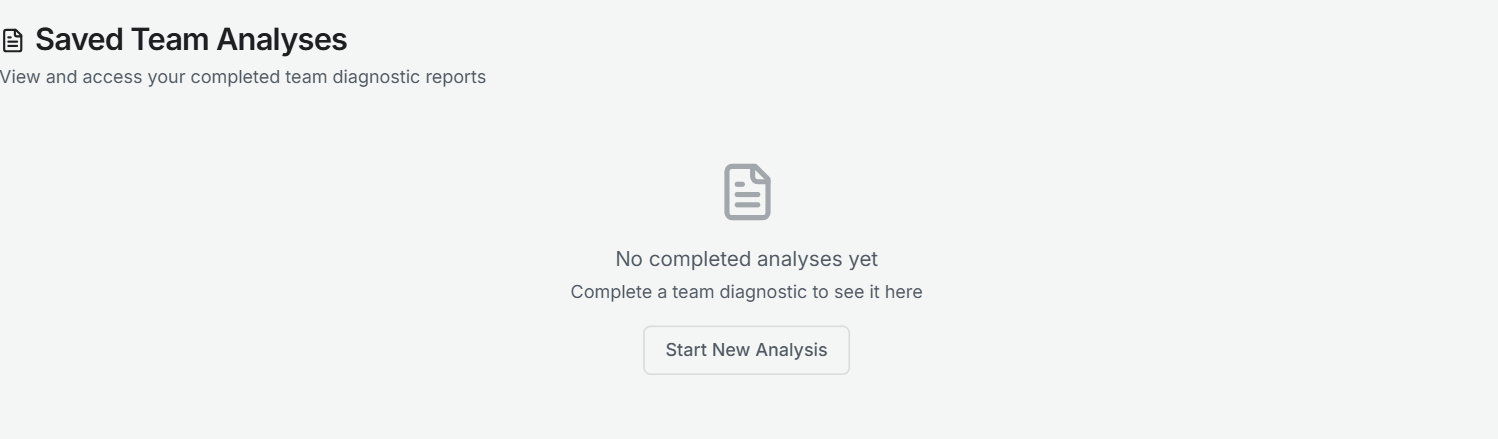 Saved Team Analyses
View and access your completed team diagnostic reports
No completed analyses yet
Complete a team diagnostic to see it here
Start New Analysis